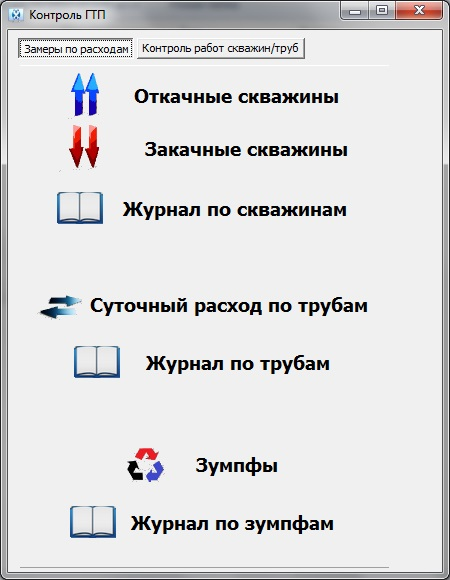 Контроль ГТП
Замеры по расходам Контроль работ скважин/труб
Откачные скважины
Закачные скважины
Журнал по скважинам
Суточный расход по трубам
Журнал по трубам
Зумпфы
Журнал по зумпфам